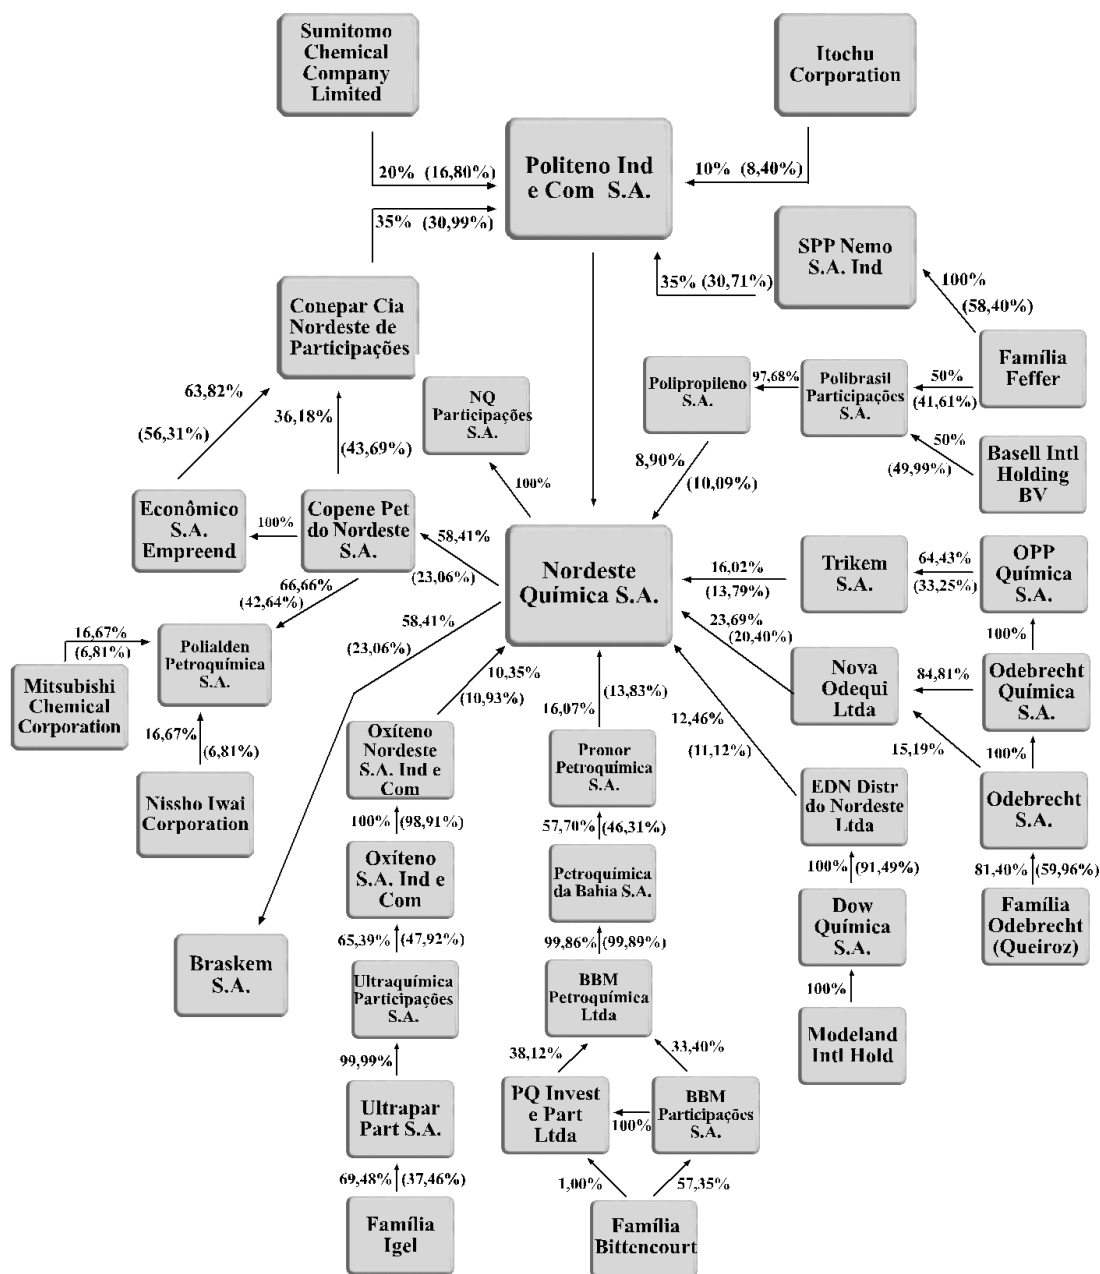 Sumitomo
Chemical
Company
Limited
Itochu
Corporation
Politeno Ind
e Com S.A.
20% (16,80%)
10% (8,40%)
35% (30,99%)
SPP Nemo
S.A. Ind
35% (30,71%)
100%
(58,40%)
Conepar Cia
Nordeste de
Participações
Família
Feffer
63,82%
(56,31%)
36,18%
(43,69%)
NQ
Participações
S.A.
100%
Polipropileno
S.A.
97,68%
Polibrasil
Participações
S.A.
50%
(41,61%)
50%
(49,99%)
Basell Intl
Holding
BV
8,90%
(10,09%)
Econômico
S.A.
Empreend
100%
Copene Pet
do Nordeste
S.A.
58,41%
(23,06%)
Nordeste
Química S.A.
16,02%
(13,79%)
Trikem
S.A.
64,43%
(33,25%)
OPP
Química
S.A.
66,66%
(42,64%)
58,41%
(23,06%)
23,69%
(20,40%)
100%
16,67%
(6,81%)
Polialden
Petroquímica
S.A.
Mitsubishi
Chemical
Corporation
10,35%
(10,93%)
(13,83%)
16,07%
12,46%
(11,12%)
Nova
Odequi
Ltda
84,81%
Odebrecht
Química
S.A.
15,19%
100%
16,67%
(6,81%)
Nissho Iwai
Corporation
Oxíteno
Nordeste
S.A. Ind e
Com
Pronor
Petroquímica
S.A.
EDN Distr
do Nordeste
Ltda
Odebrecht
S.A.
100% (98,91%)
57,70% (46,31%)
100% (91,49%)
81,40% (59,96%)
Oxíteno
S.A. Ind e
Com
Petroquímica
da Bahia S.A.
Dow
Química
S.A.
Família
Odebrecht
(Queiroz)
65,39% (47,92%)
99,86% (99,89%)
100%
Braskem
S.A.
Ultraquímica
Participações
S.A.
BBM
Petroquímica
Ltda
Modeland
Intl Hold
99,99%
38,12%
33,40%
Ultrapar
Part S.A.
PQ Invest
e Part
Ltda
100%
BBM
Participações
S.A.
69,48% (37,46%)
1,00%
57,35%
Família
Igel
Família
Bittencourt